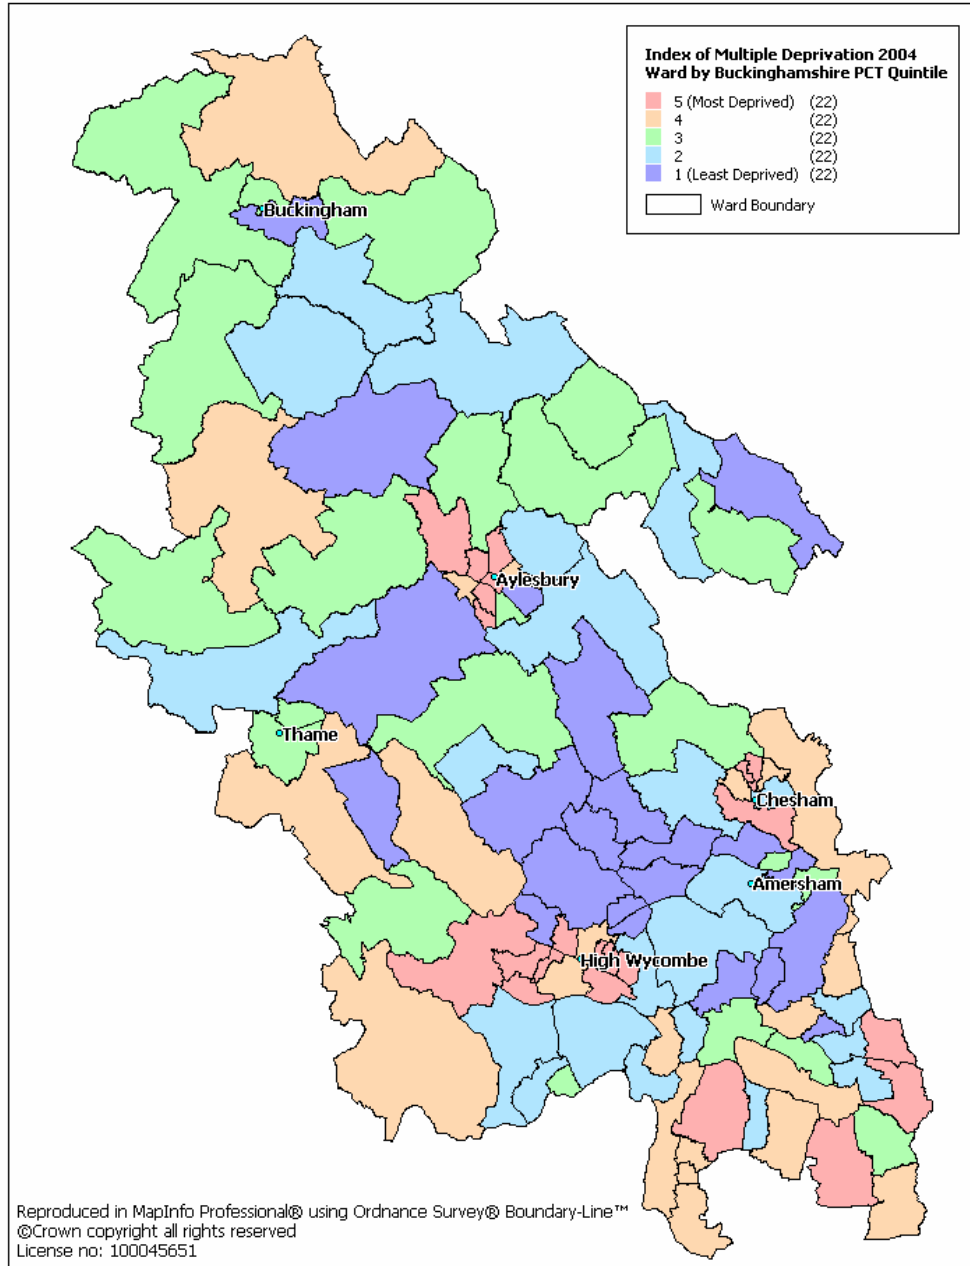 Index of Multiple Deprivation 2004
Ward by Buckinghamshire PCT Quintile
5 (Most Deprived) (22)
4 (22)
3 (22)
2 (22)
1 (Least Deprived) (22)
Ward Boundary
Buckingham
Aylesbury
Thame
Chesham
Amersham
High Wycombe
Reproduced in MapInfo Professional® using Ordnance Survey® Boundary-Line™
©Crown copyright all rights reserved
License no: 100045651